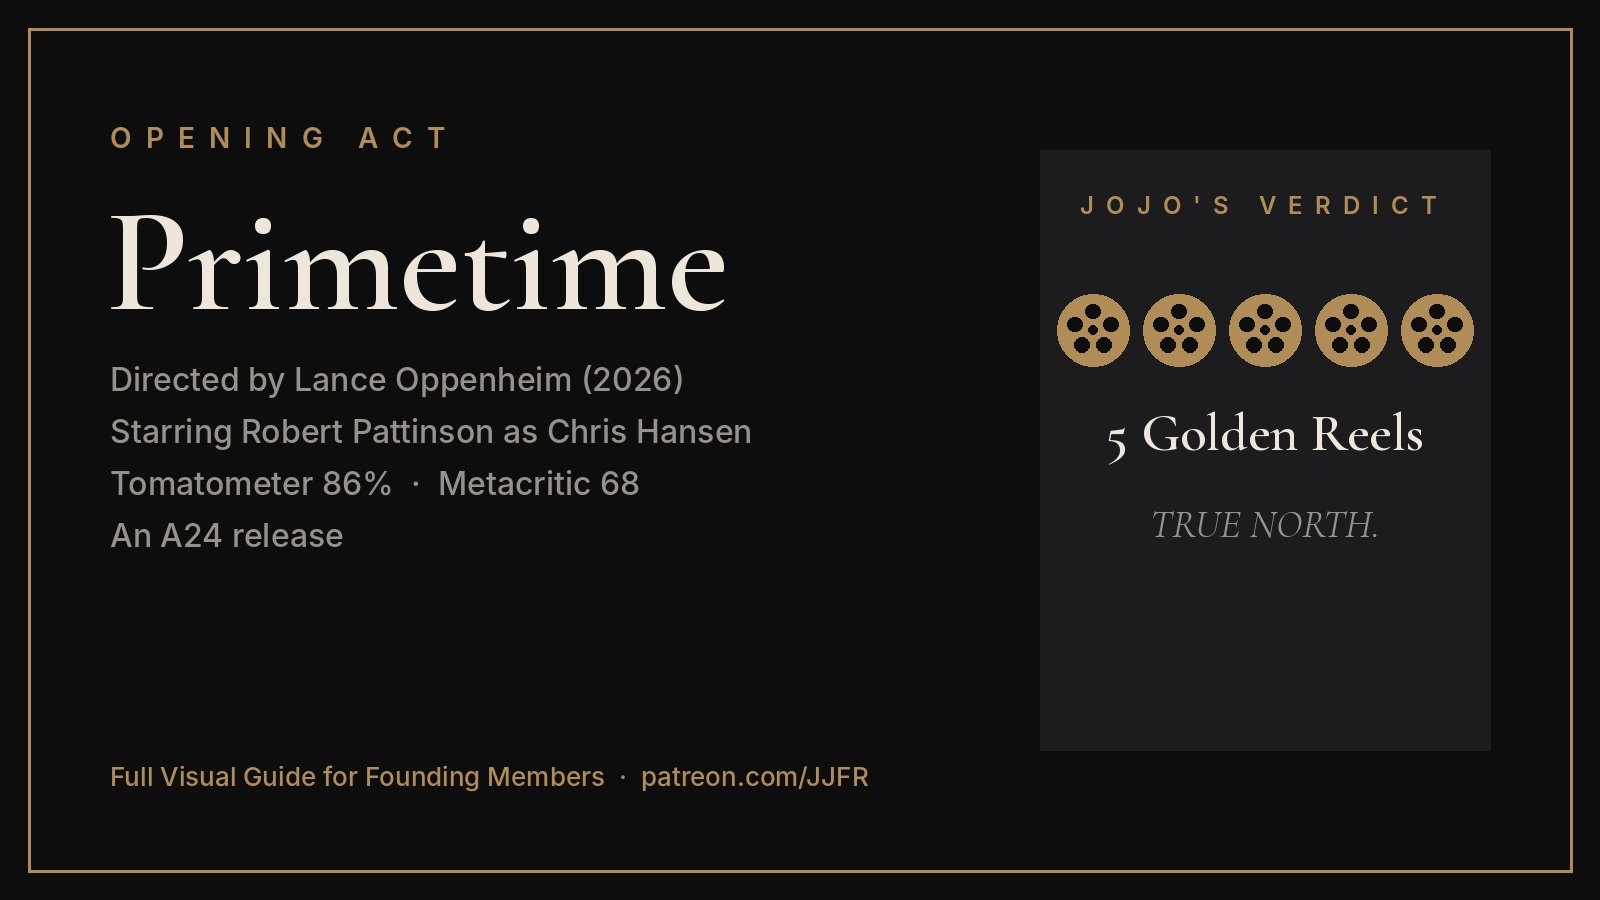 OPENING ACT
Primetime
Directed by Lance Oppenheim (2026)
Starring Robert Pattinson as Chris Hansen
Tomatometer 86% · Metacritic 68
An A24 release
Full Visual Guide for Founding Members · patreon.com/JJFR
JOJO'S VERDICT
5 Golden Reels
TRUE NORTH.